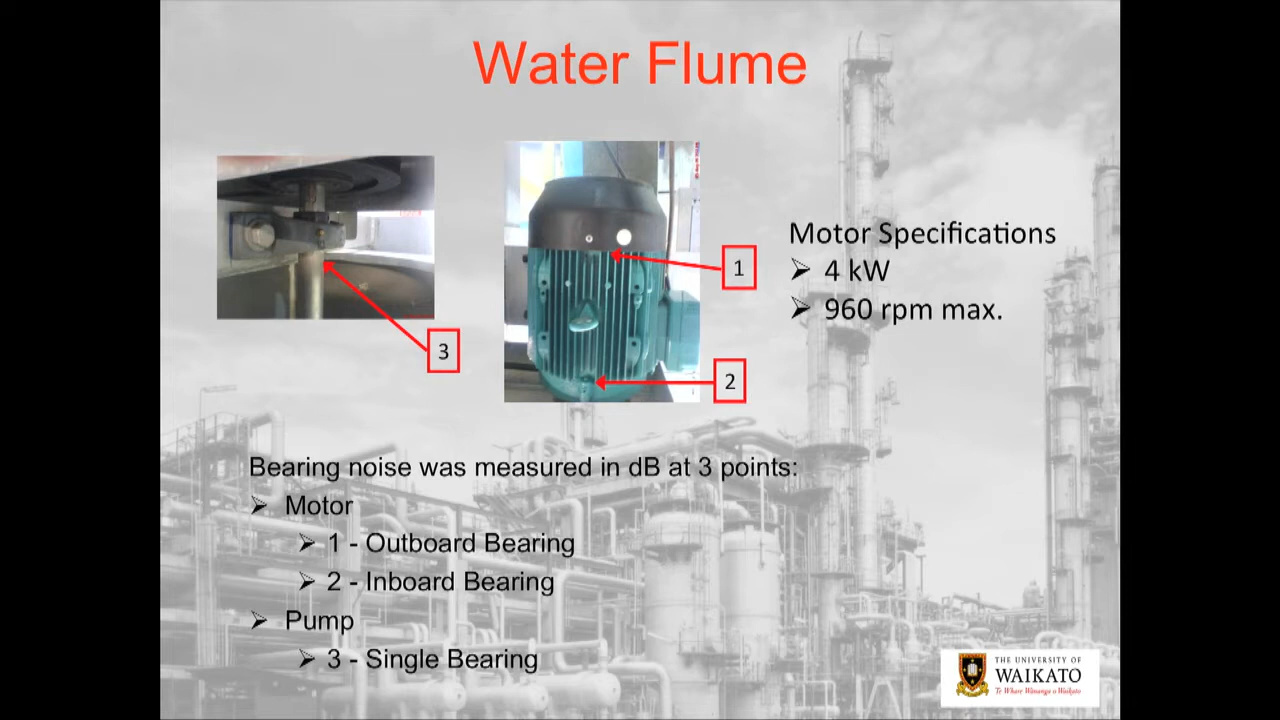 Water Flume
1
2
3
Motor Specifications
➢ 4 kW
➢ 960 rpm max.
Bearing noise was measured in dB at 3 points:
➢ Motor
➢ 1 - Outboard Bearing
➢ 2 - Inboard Bearing
➢ Pump
➢ 3 - Single Bearing
THE UNIVERSITY OF
WAIKATO
Te Whare Wānanga o Waikato